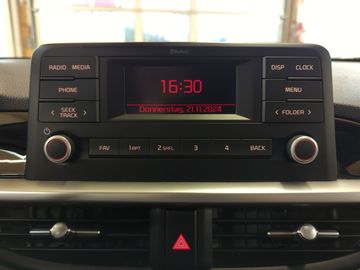 Bluetooth
RADIO MEDIA
PHONE
SEEK
TRACK
16:30
Donnerstag, 21.11.2024
DISP CLOCK
MENU
FOLDER
FAV 1 RPT 2 SHFL 3 4 BACK